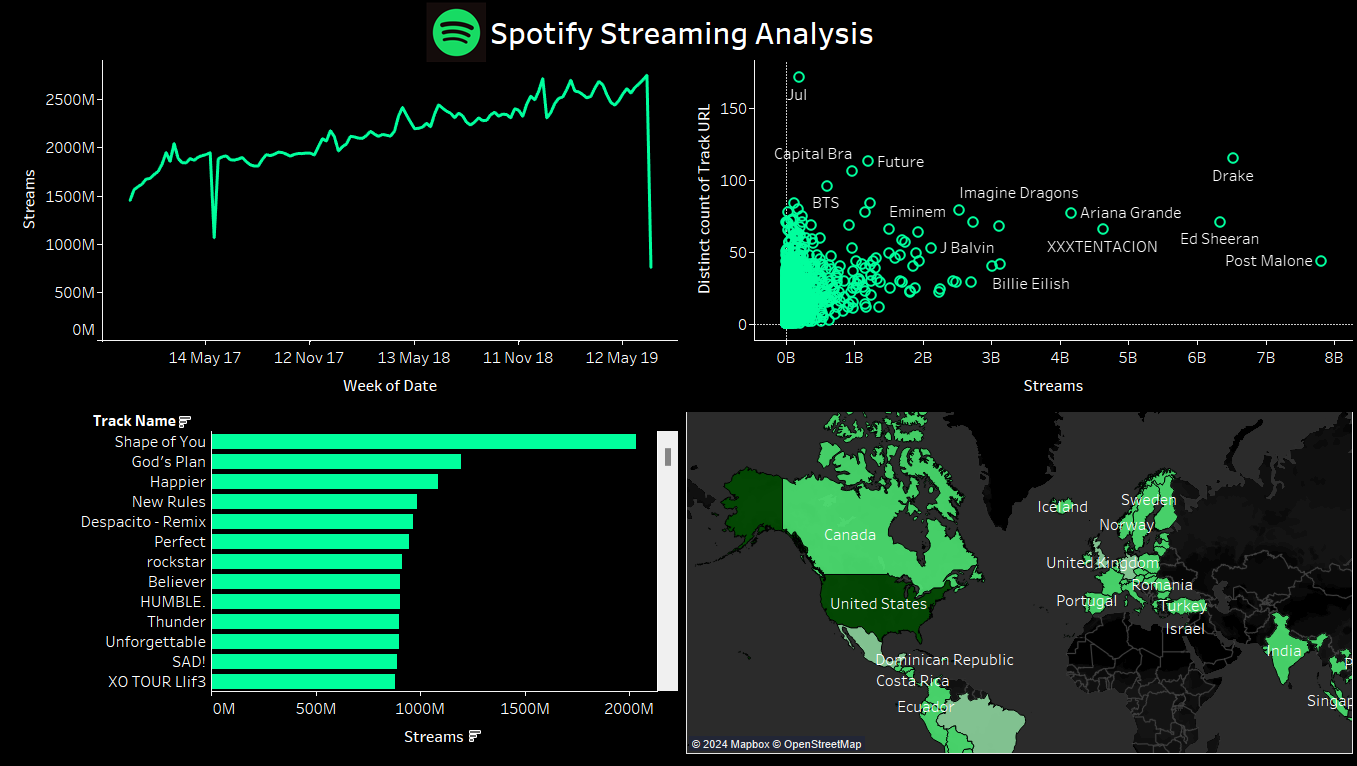 Spotify Streaming Analysis
2500M
2000M
1500M
1000M
500M
0M
Streams
14 May 17
12 Nov 17
13 May 18
11 Nov 18
12 May 19
Week of Date
Distinct count of Track URL
150
100
50
0
Jul
Capital Bra
Future
BTS
Imagine Dragons
Eminem
J Balvin
Billie Eilish
Ariana Grande
XXXTENTACION
Drake
Ed Sheeran
Post Malone
0B
1B
2B
3B
4B
5B
6B
7B
8B
Streams
Track Name
Shape of You
God's Plan
Happier
New Rules
Despacito - Remix
Perfect
rockstar
Believer
HUMBLE.
Thunder
Unforgettable
SAD!
XO TOUR Llif3
0M
500M
1000M
1500M
2000M
Streams
Canada
United States
Dominican Republic
Costa Rica
Ecuador
Iceland
Sweden
Norway
United Kingdom
Romania
Portugal
Turkey
Israel
India
P
Singap
© 2024 Mapbox © OpenStreetMap